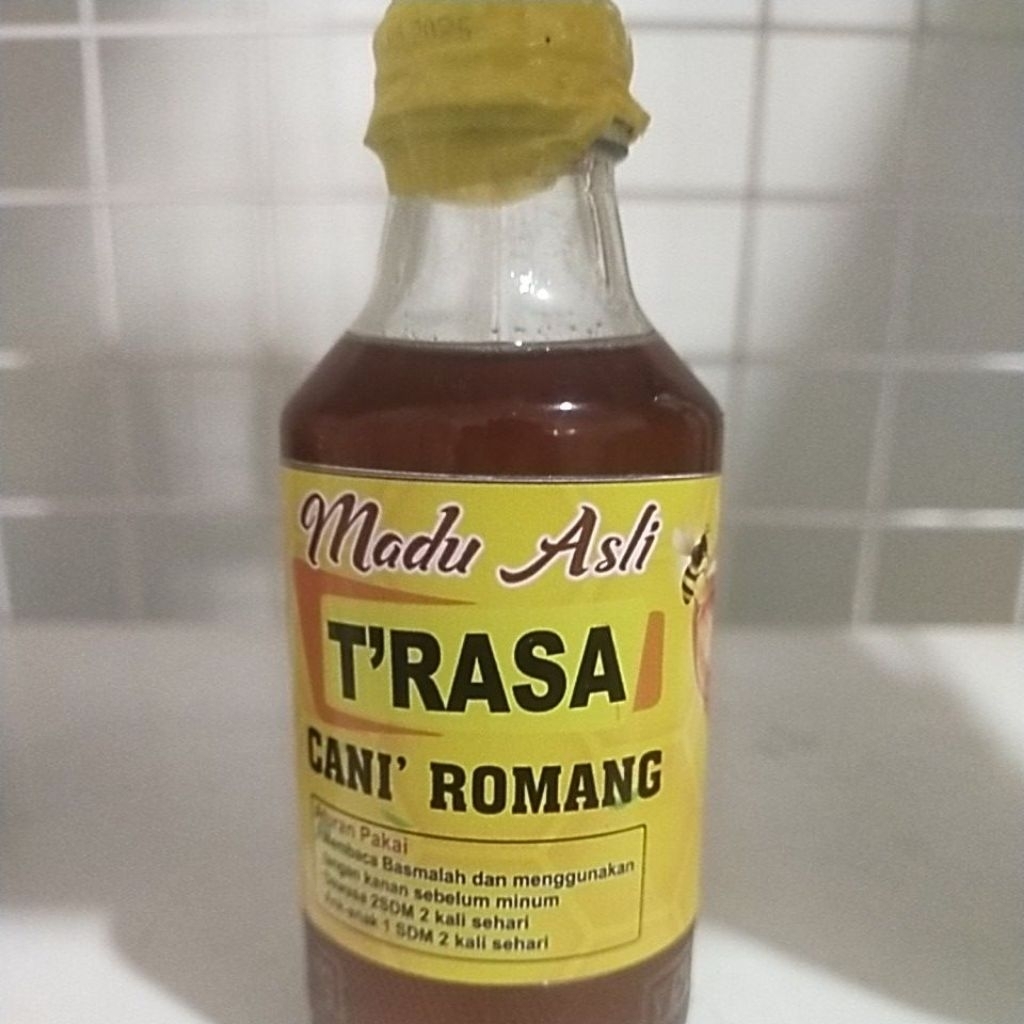 2025
Madu Asli
T'RASA
CANI' ROMANG
Aturan Pakai
Membaca Basmalah dan menggunakan
tangan kanan sebelum minum
Dewasa 2SDM 2 kali sehari
Anak-anak 1 SDM 2 kali sehari